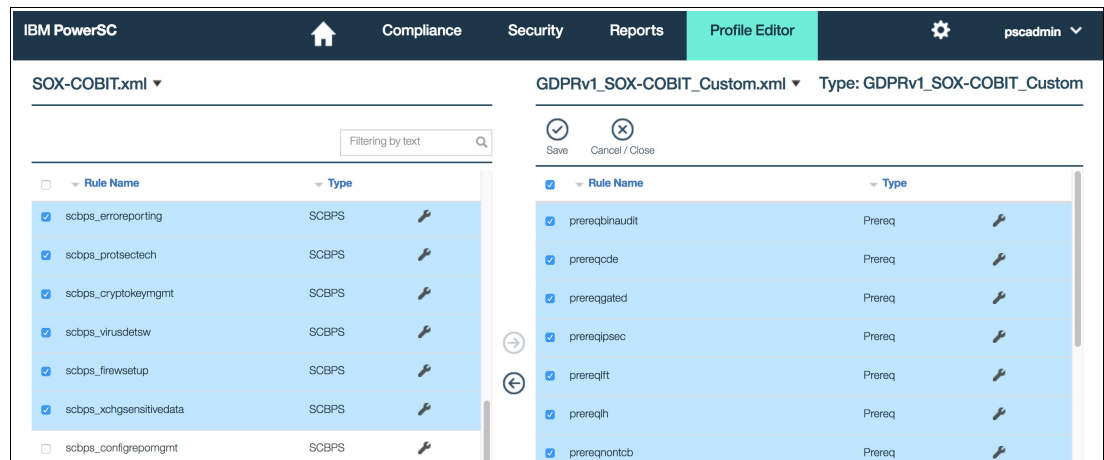 IBM PowerSC Compliance Security Reports Profile Editor pscadmin
SOX-COBIT.xml
Filtering by text
Rule Name Type
scbps_erroreporting SCBPS
scbps_protsectech SCBPS
scbps_cryptokeymgmt SCBPS
scbps_virusdetsw SCBPS
scbps_firewsetup SCBPS
scbps_xchgsensitivedata SCBPS
scbps_configrepomgmt SCBPS
GDPRv1_SOX-COBIT_Custom.xml Type: GDPRv1_SOX-COBIT_Custom
Save Cancel / Close
Rule Name Type
prereqbinaudit Prereq
prereqcde Prereq
prereqgated Prereq
prereqipsec Prereq
prereqlft Prereq
prereqlh Prereq
prereqnontcb Prereq